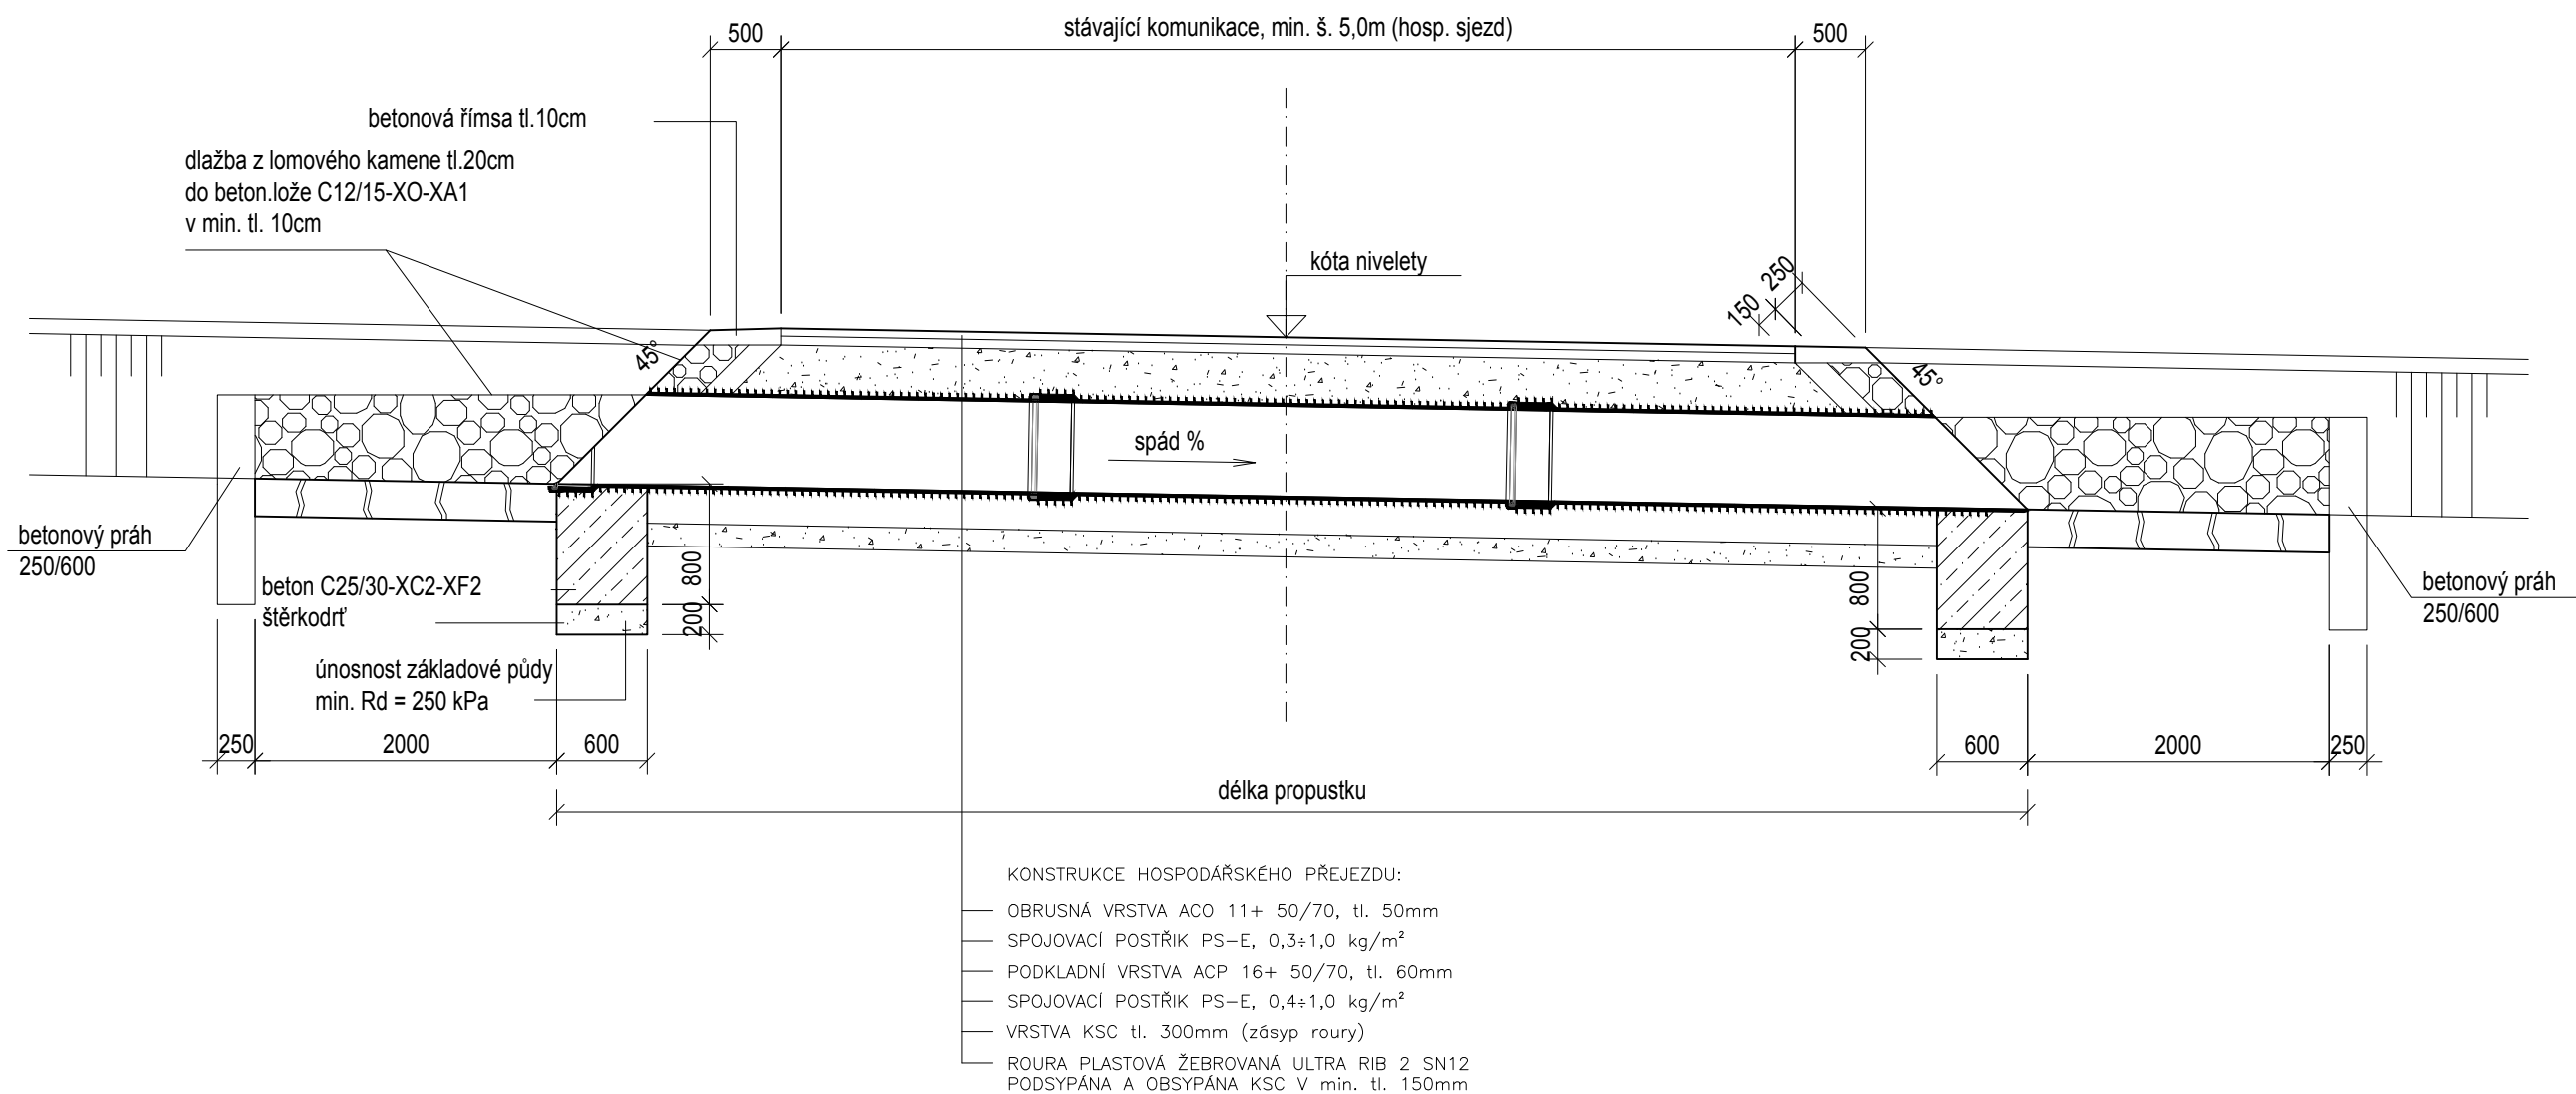 500
stávající komunikace, min. š. 5,0m (hosp. sjezd)
500
betonová římsa tl.10cm
dlažba z lomového kamene tl.20cm
do beton.lože C12/15-XO-XA1
v min. tl. 10cm
kóta nivelety
250
150
45°
45°
spád %
betonový práh
250/600
beton C25/30-XC2-XF2
štěrkodrť
800
200
800
200
betonový práh
250/600
únosnost základové půdy
min. Rd = 250 kPa
250
2000
600
600
2000
250
délka propustku
KONSTRUKCE HOSPODÁŘSKÉHO PŘEJEZDU:
OBRUSNÁ VRSTVA ACO 11+ 50/70, tl. 50mm
SPOJOVACÍ POSTŘIK PS-E, 0,3÷1,0 kg/m²
PODKLADNÍ VRSTVA ACP 16+ 50/70, tl. 60mm
SPOJOVACÍ POSTŘIK PS-E, 0,4÷1,0 kg/m²
VRSTVA KSC tl. 300mm (zásyp roury)
ROURA PLASTOVÁ ŽEBROVANÁ ULTRA RIB 2 SN12
PODSYPÁNA A OBSYPÁNA KSC V min. tl. 150mm